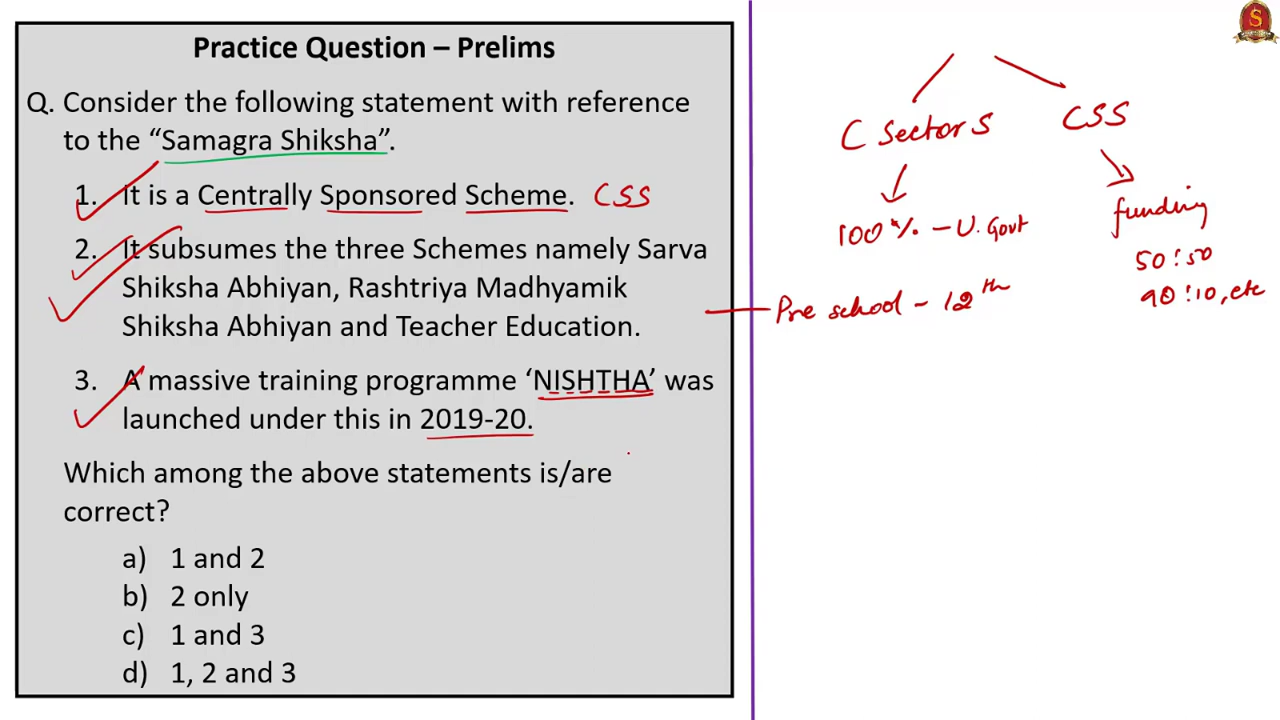 Practice Question – Prelims
Q. Consider the following statement with reference
to the “Samagra Shiksha”.
1. It is a Centrally Sponsored Scheme. CSS
2. It subsumes the three Schemes namely Sarva
Shiksha Abhiyan, Rashtriya Madhyamik
Shiksha Abhiyan and Teacher Education.
3. A massive training programme ‘NISHTHA’ was
launched under this in 2019-20.
Which among the above statements is/are
correct?
a) 1 and 2
b) 2 only
c) 1 and 3
d) 1, 2 and 3
C Sectors
CSS
100% – U. Govt
funding
50:50
90:10, etc
Pre school – 12th
S